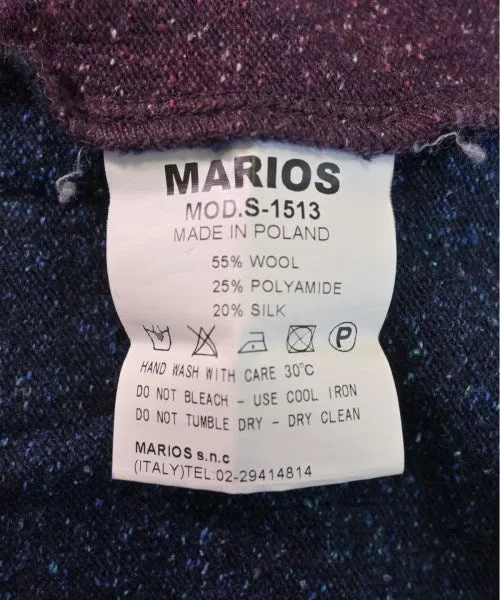 MARIOS
MOD.S-1513
MADE IN POLAND
55% WOOL
25% POLYAMIDE
20% SILK
P
HAND WASH WITH CARE 30°C
DO NOT BLEACH - USE COOL IRON
DO NOT TUMBLE DRY - DRY CLEAN
MARIOS s.n.c
(ITALY)TEL:02-29414814